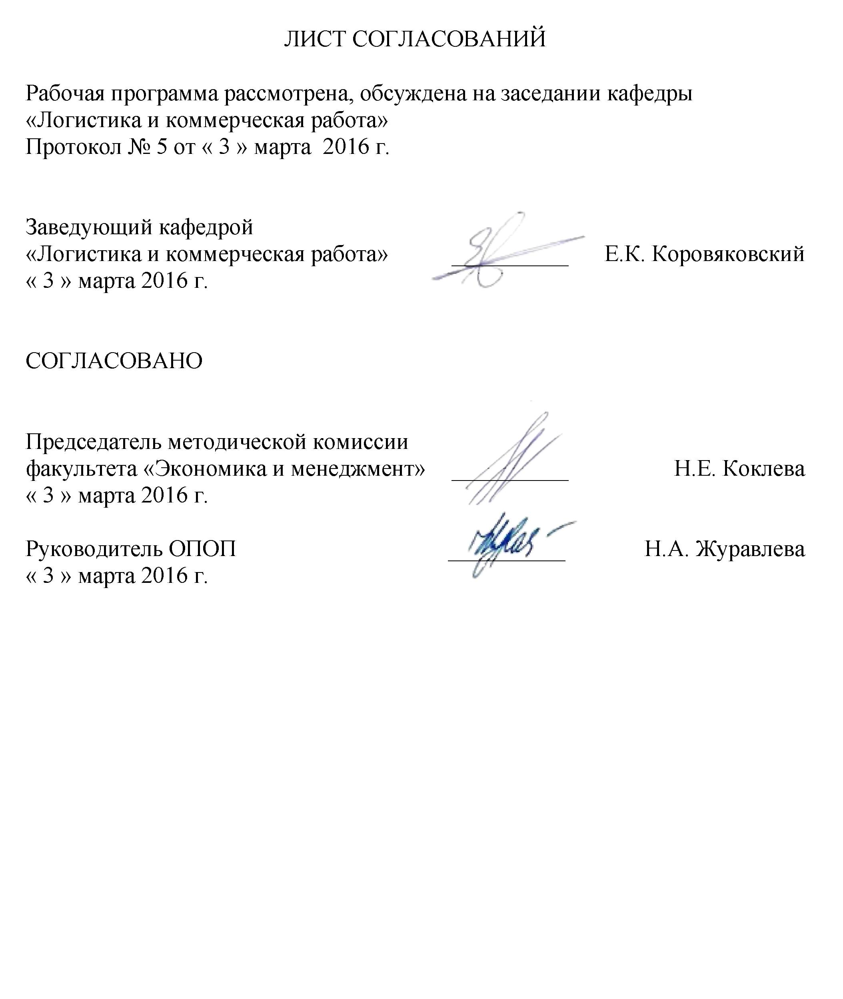 ЛИСТ СОГЛАСОВАНИЙ
Рабочая программа рассмотрена, обсуждена на заседании кафедры
«Логистика и коммерческая работа»
Протокол № 5 от « 3 » марта 2016 г.
Заведующий кафедрой
«Логистика и коммерческая работа» Е.К. Коровяковский
« 3 » марта 2016 г.
СОГЛАСОВАНО
Председатель методической комиссии
факультета «Экономика и менеджмент» Н.Е. Коклева
« 3 » марта 2016 г.
Руководитель ОПОП Н.А. Журавлева
« 3 » марта 2016 г.